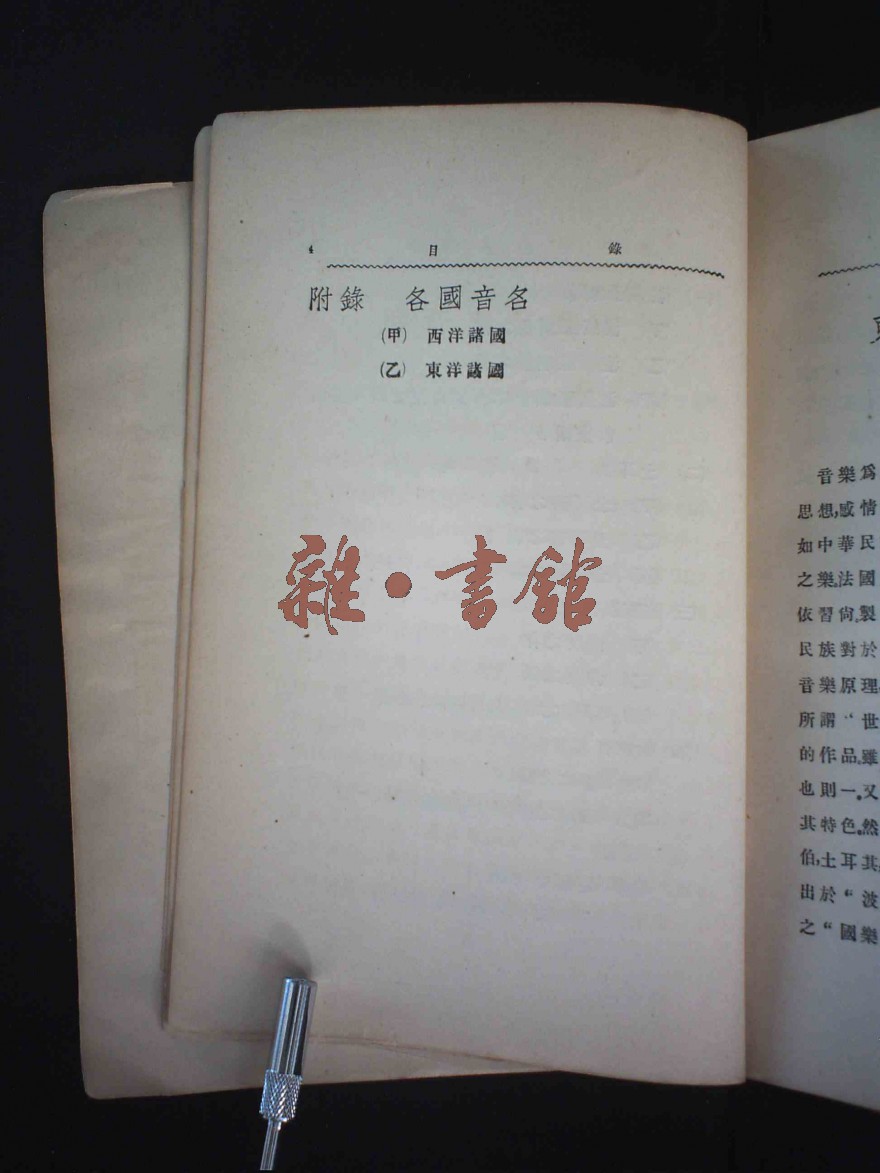 4 目錄
附錄 各國音名
(甲) 西洋諸國
(乙) 東洋諸國
雜·書館
音樂爲
思想,感情
如中華民
之樂,法國
依習尙,製
民族對於
音樂原理,
所謂“世
的作品,雖
也則一。又
其特色。然
伯,土耳其,
出於“波
之“國樂